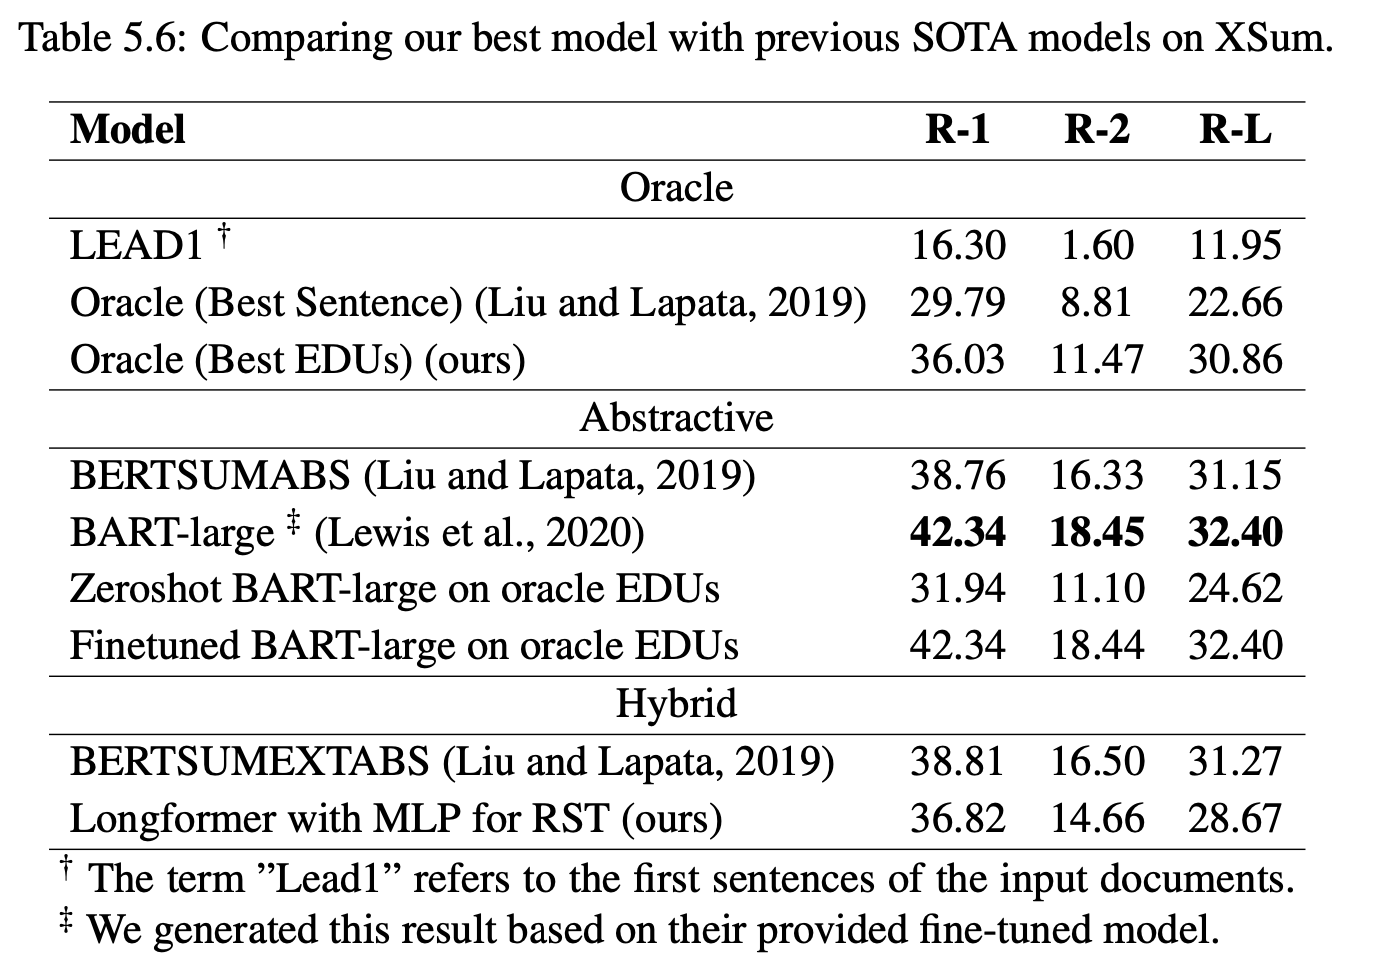 Table 5.6: Comparing our best model with previous SOTA models on XSum.
Model R-1 R-2 R-L
Oracle
LEAD1 † 16.30 1.60 11.95
Oracle (Best Sentence) (Liu and Lapata, 2019) 29.79 8.81 22.66
Oracle (Best EDUs) (ours) 36.03 11.47 30.86
Abstractive
BERTSUMABS (Liu and Lapata, 2019) 38.76 16.33 31.15
BART-large ‡ (Lewis et al., 2020) 42.34 18.45 32.40
Zeroshot BART-large on oracle EDUs 31.94 11.10 24.62
Finetuned BART-large on oracle EDUs 42.34 18.44 32.40
Hybrid
BERTSUMEXTABS (Liu and Lapata, 2019) 38.81 16.50 31.27
Longformer with MLP for RST (ours) 36.82 14.66 28.67
† The term ”Lead1” refers to the first sentences of the input documents.
‡ We generated this result based on their provided fine-tuned model.